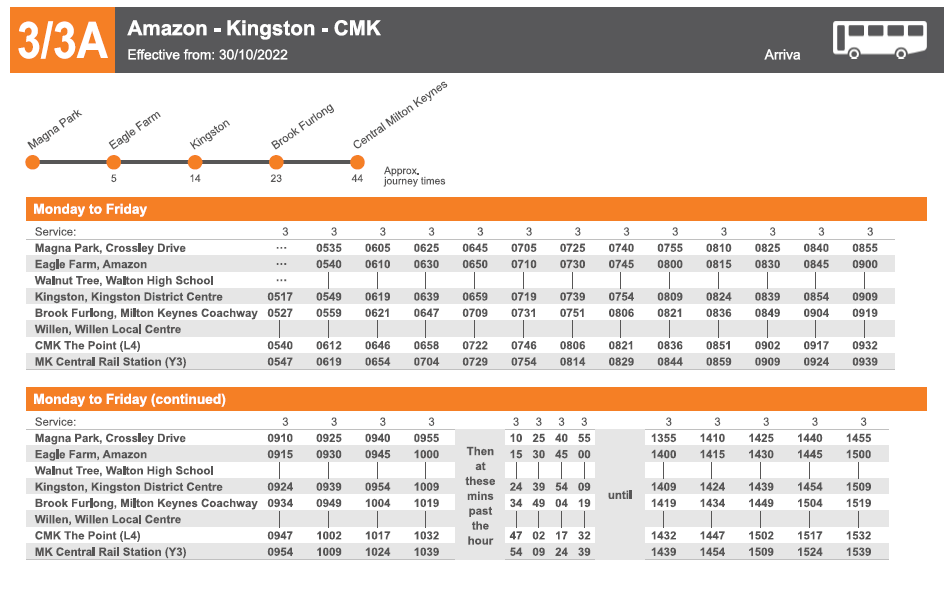 3/3A
Amazon - Kingston - CMK
Effective from: 30/10/2022
Arriva
Magna Park
Eagle Farm
Kingston
Brook Furlong
Central Milton Keynes
5 14 23 44
Approx.
journey times
Monday to Friday
Service: 3 3 3 3 3 3 3 3 3 3 3 3 3
Magna Park, Crossley Drive ... 0535 0605 0625 0645 0705 0725 0740 0755 0810 0825 0840 0855
Eagle Farm, Amazon ... 0540 0610 0630 0650 0710 0730 0745 0800 0815 0830 0845 0900
Walnut Tree, Walton High School ...
Kingston, Kingston District Centre 0517 0549 0619 0639 0659 0719 0739 0754 0809 0824 0839 0854 0909
Brook Furlong, Milton Keynes Coachway 0527 0559 0621 0647 0709 0731 0751 0806 0821 0836 0849 0904 0919
Willen, Willen Local Centre
CMK The Point (L4) 0540 0612 0646 0658 0722 0746 0806 0821 0836 0851 0902 0917 0932
MK Central Rail Station (Y3) 0547 0619 0654 0704 0729 0754 0814 0829 0844 0859 0909 0924 0939
Monday to Friday (continued)
Service: 3 3 3 3 3 3 3 3 3 3 3 3 3
Magna Park, Crossley Drive 0910 0925 0940 0955 10 25 40 55 1355 1410 1425 1440 1455
Eagle Farm, Amazon 0915 0930 0945 1000 15 30 45 00 1400 1415 1430 1445 1500
Walnut Tree, Walton High School
Kingston, Kingston District Centre 0924 0939 0954 1009 24 39 54 09 1409 1424 1439 1454 1509
Brook Furlong, Milton Keynes Coachway 0934 0949 1004 1019 34 49 04 19 1419 1434 1449 1504 1519
Willen, Willen Local Centre
CMK The Point (L4) 0947 1002 1017 1032 47 02 17 32 1432 1447 1502 1517 1532
MK Central Rail Station (Y3) 0954 1009 1024 1039 54 09 24 39 1439 1454 1509 1524 1539
Then
at
these
mins
past
the
hour
until